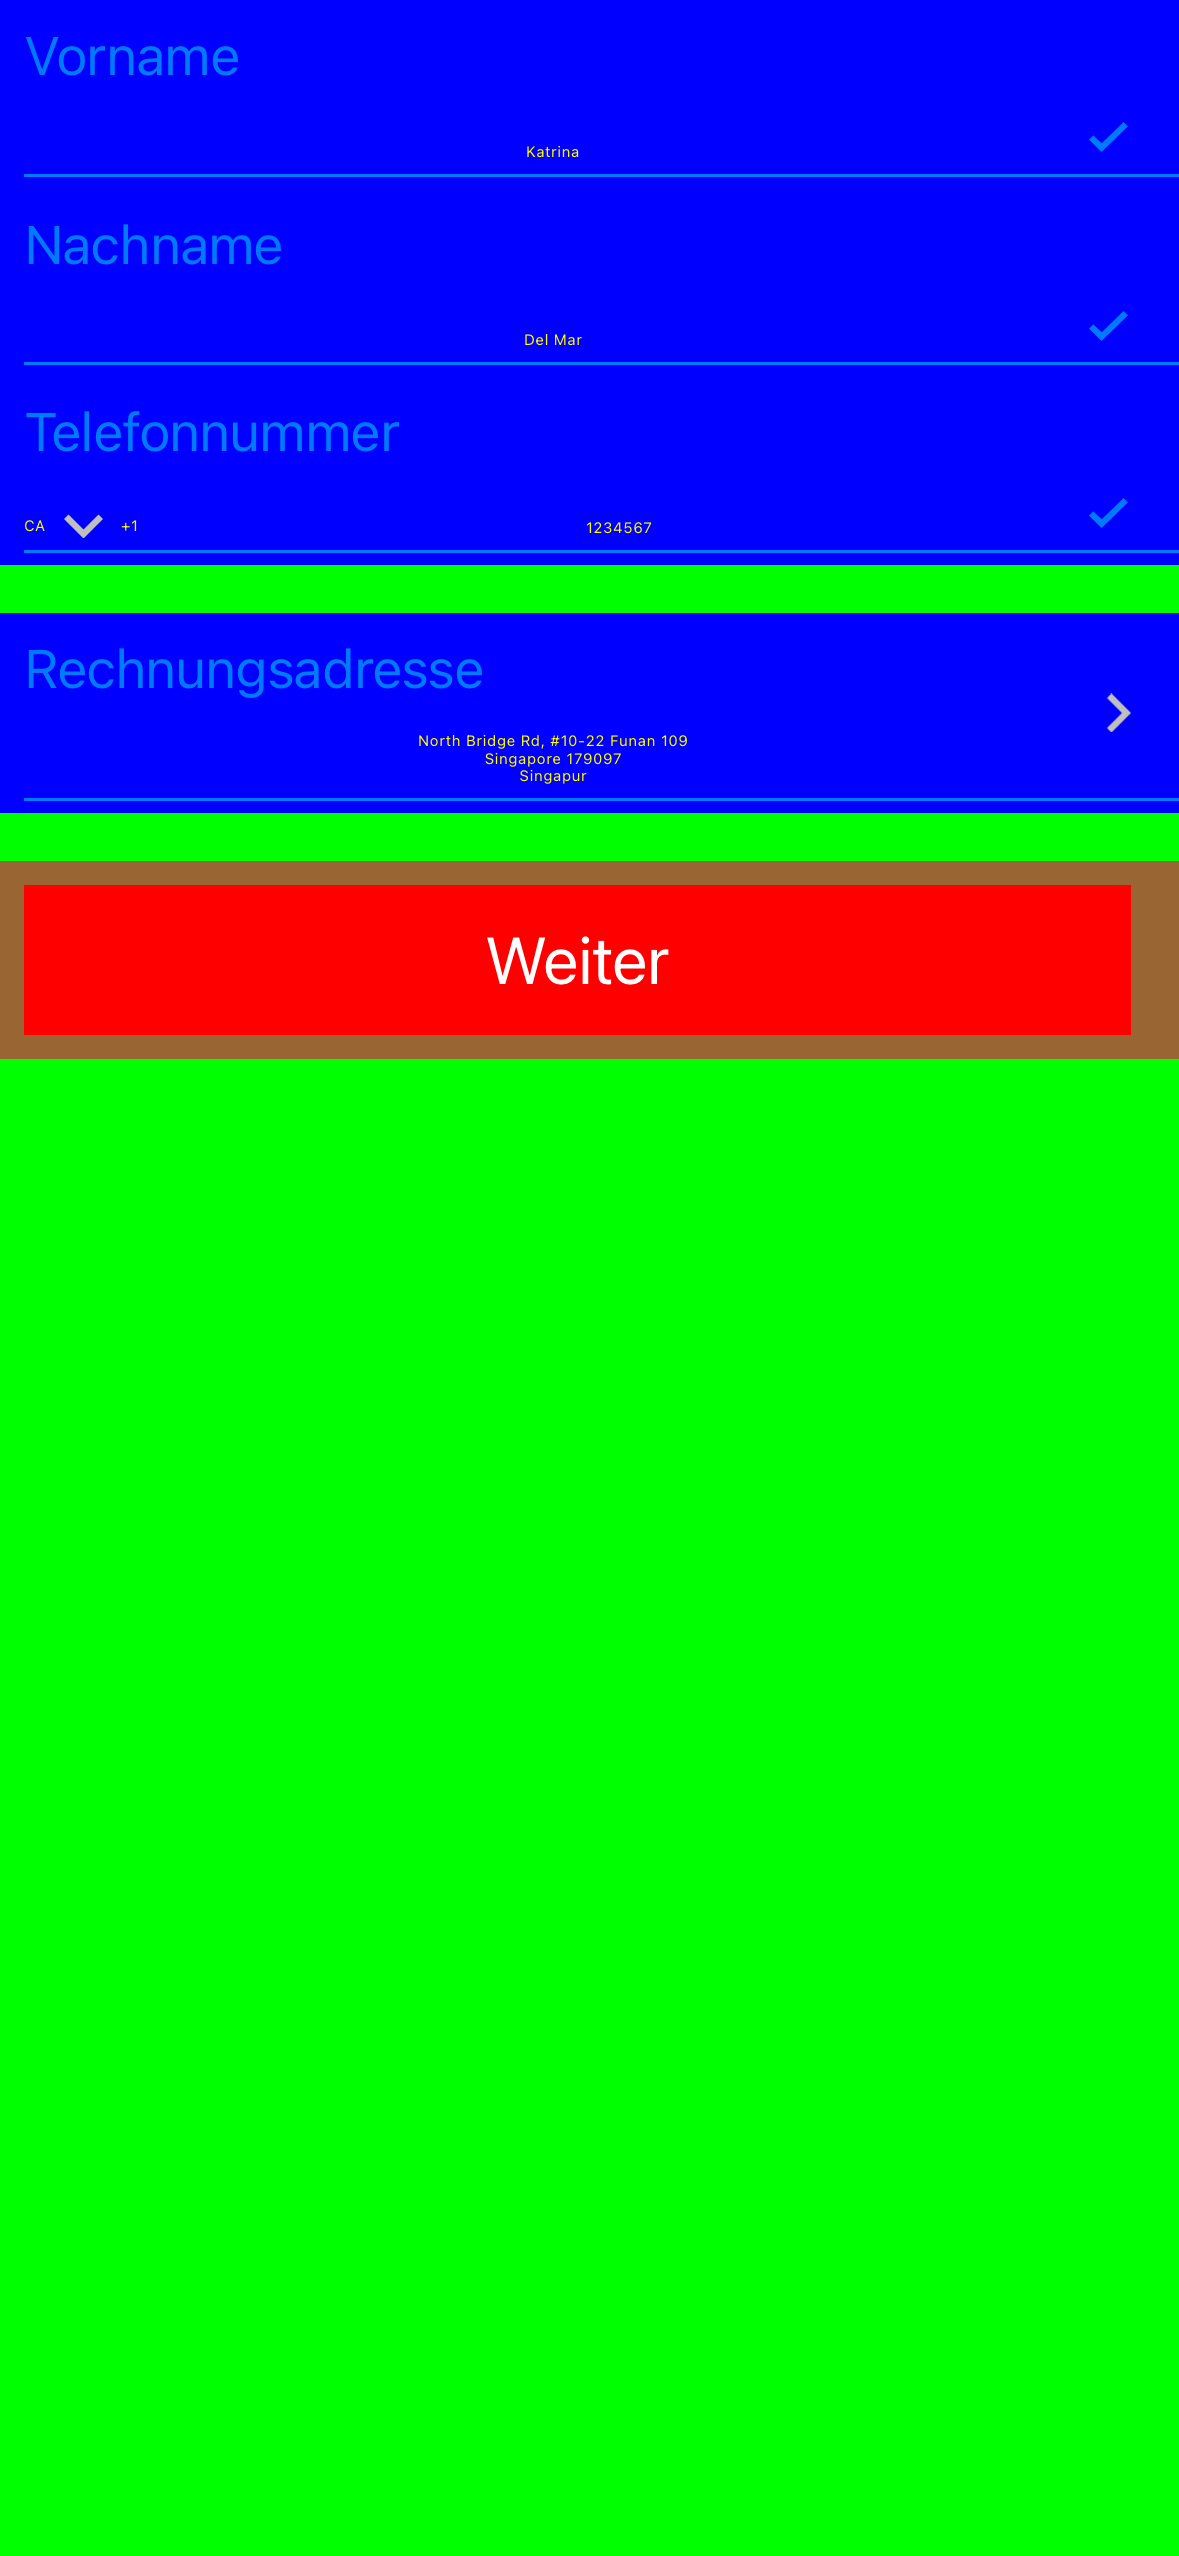 Vorname
Katrina
Nachname
Del Mar
Telefonnummer
CA +1 1234567
Rechnungsadresse
North Bridge Rd, #10-22 Funan 109
Singapore 179097
Singapur
Weiter